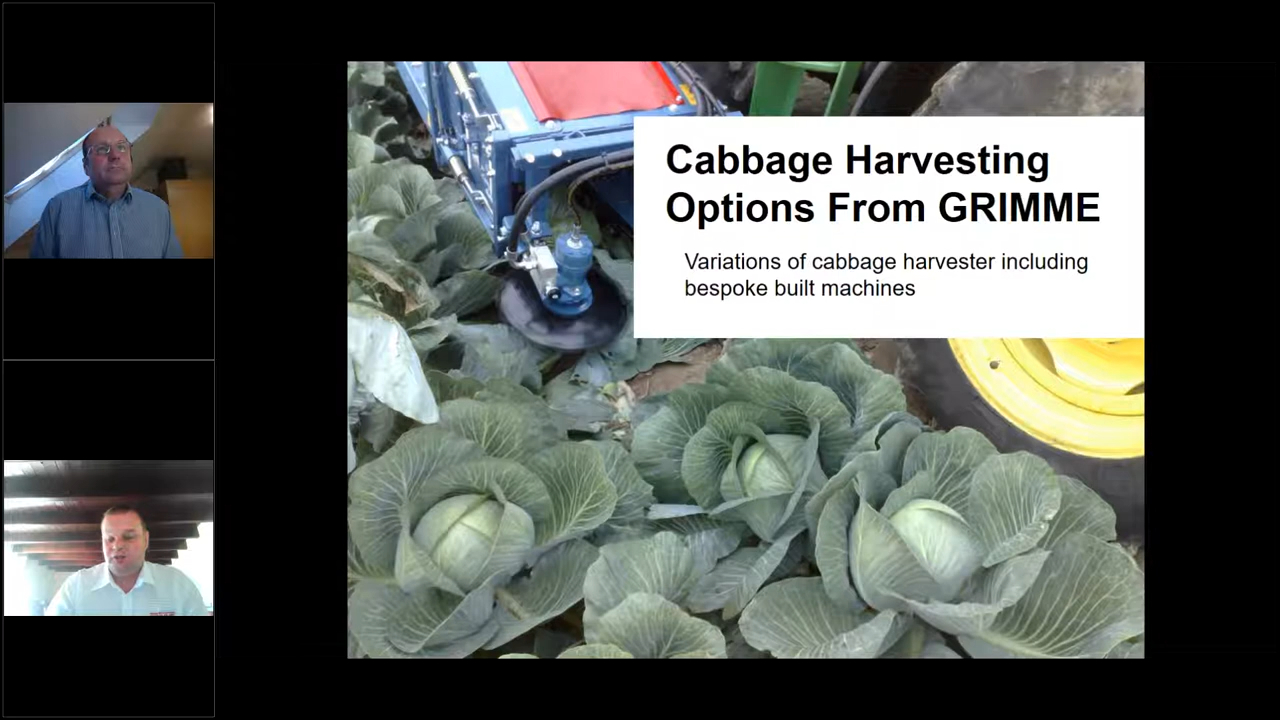 Cabbage Harvesting
Options From GRIMME
Variations of cabbage harvester including
bespoke built machines